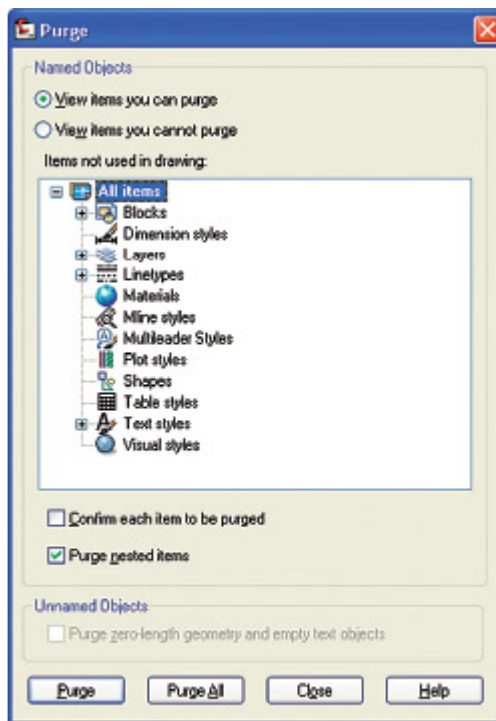 Purge
Named Objects
View items you can purge
View items you cannot purge
Items not used in drawing:
All items
Blocks
Dimension styles
Layers
Linetypes
Materials
Mline styles
Multileader Styles
Plot styles
Shapes
Table styles
Text styles
Visual styles
Confirm each item to be purged
Purge nested items
Unnamed Objects
Purge zero-length geometry and empty text objects
Purge Purge All Close Help